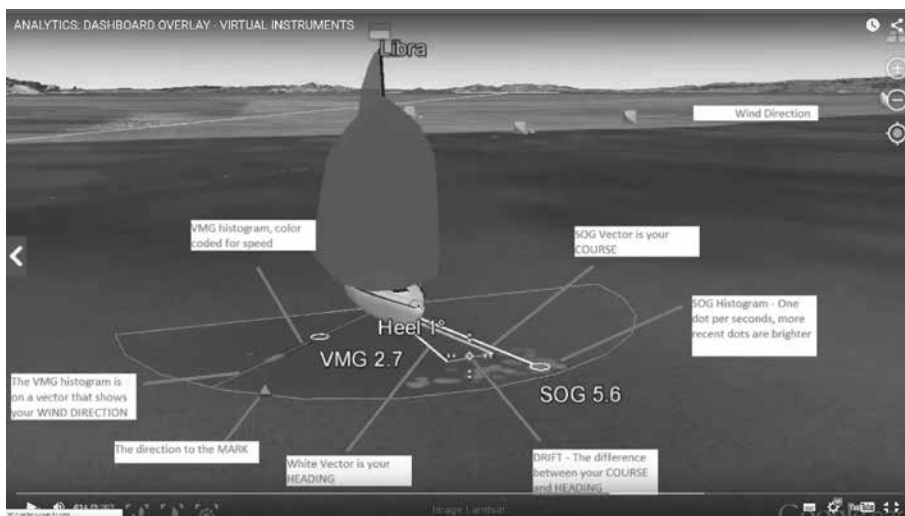 ANALYTICS: DASHBOARD OVERLAY - VIRTUAL INSTRUMENTS
Libra
Wind Direction
VMG histogram, color
coded for speed
SOG Vector is your
COURSE
SOG Histogram - One
dot per seconds, more
recent dots are brighter
Heel 1°
VMG 2.7
SOG 5.6
The VMG histogram is
on a vector that shows
your WIND DIRECTION
The direction to the MARK
White Vector is your
HEADING
DRIFT - The difference
between your COURSE
and HEADING
Image Landsat
YouTube